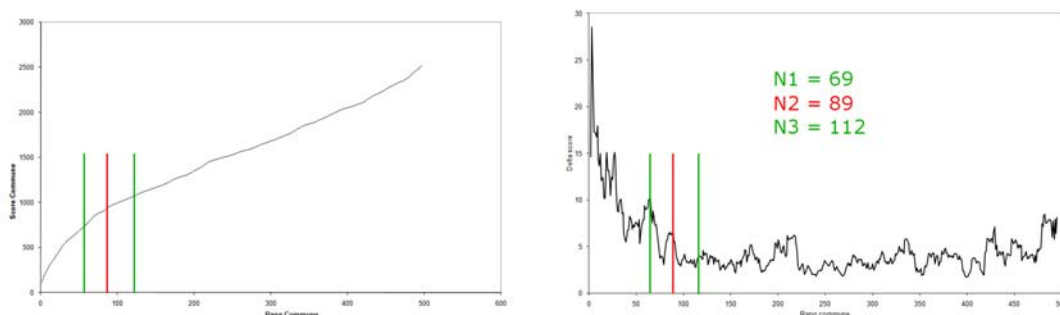 3000
2500
2000
1500
1000
500
0
Score Commune
0 100 200 300 400 500 600
Rang Commune
30
25
20
15
10
5
0
Delta score
N1 = 69
N2 = 89
N3 = 112
0 50 100 150 200 250 300 350 400 450
Rang commune